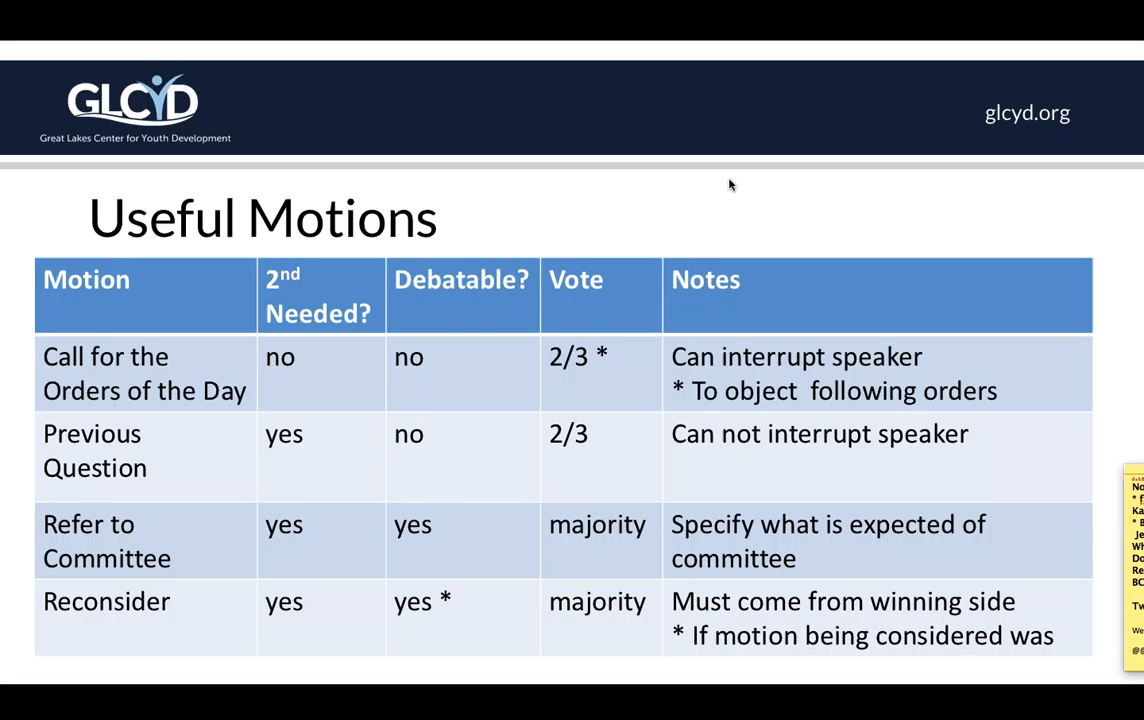 GLCYD
Great Lakes Center for Youth Development
glcyd.org
Useful Motions
Motion 2nd Needed? Debatable? Vote Notes
Call for the Orders of the Day no no 2/3 * Can interrupt speaker
* To object following orders
Previous Question yes no 2/3 Can not interrupt speaker
Refer to Committee yes yes majority Specify what is expected of committee
Reconsider yes yes * majority Must come from winning side
* If motion being considered was